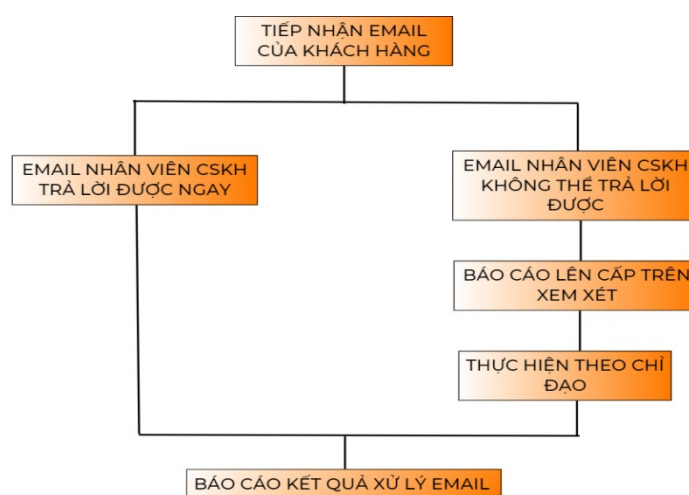 TIẾP NHẬN EMAIL
CỦA KHÁCH HÀNG
EMAIL NHÂN VIÊN CSKH
TRẢ LỜI ĐƯỢC NGAY
EMAIL NHÂN VIÊN CSKH
KHÔNG THỂ TRẢ LỜI
ĐƯỢC
BÁO CÁO LÊN CẤP TRÊN
XEM XÉT
THỰC HIỆN THEO CHỈ
ĐẠO
BÁO CÁO KẾT QUẢ XỬ LÝ EMAIL